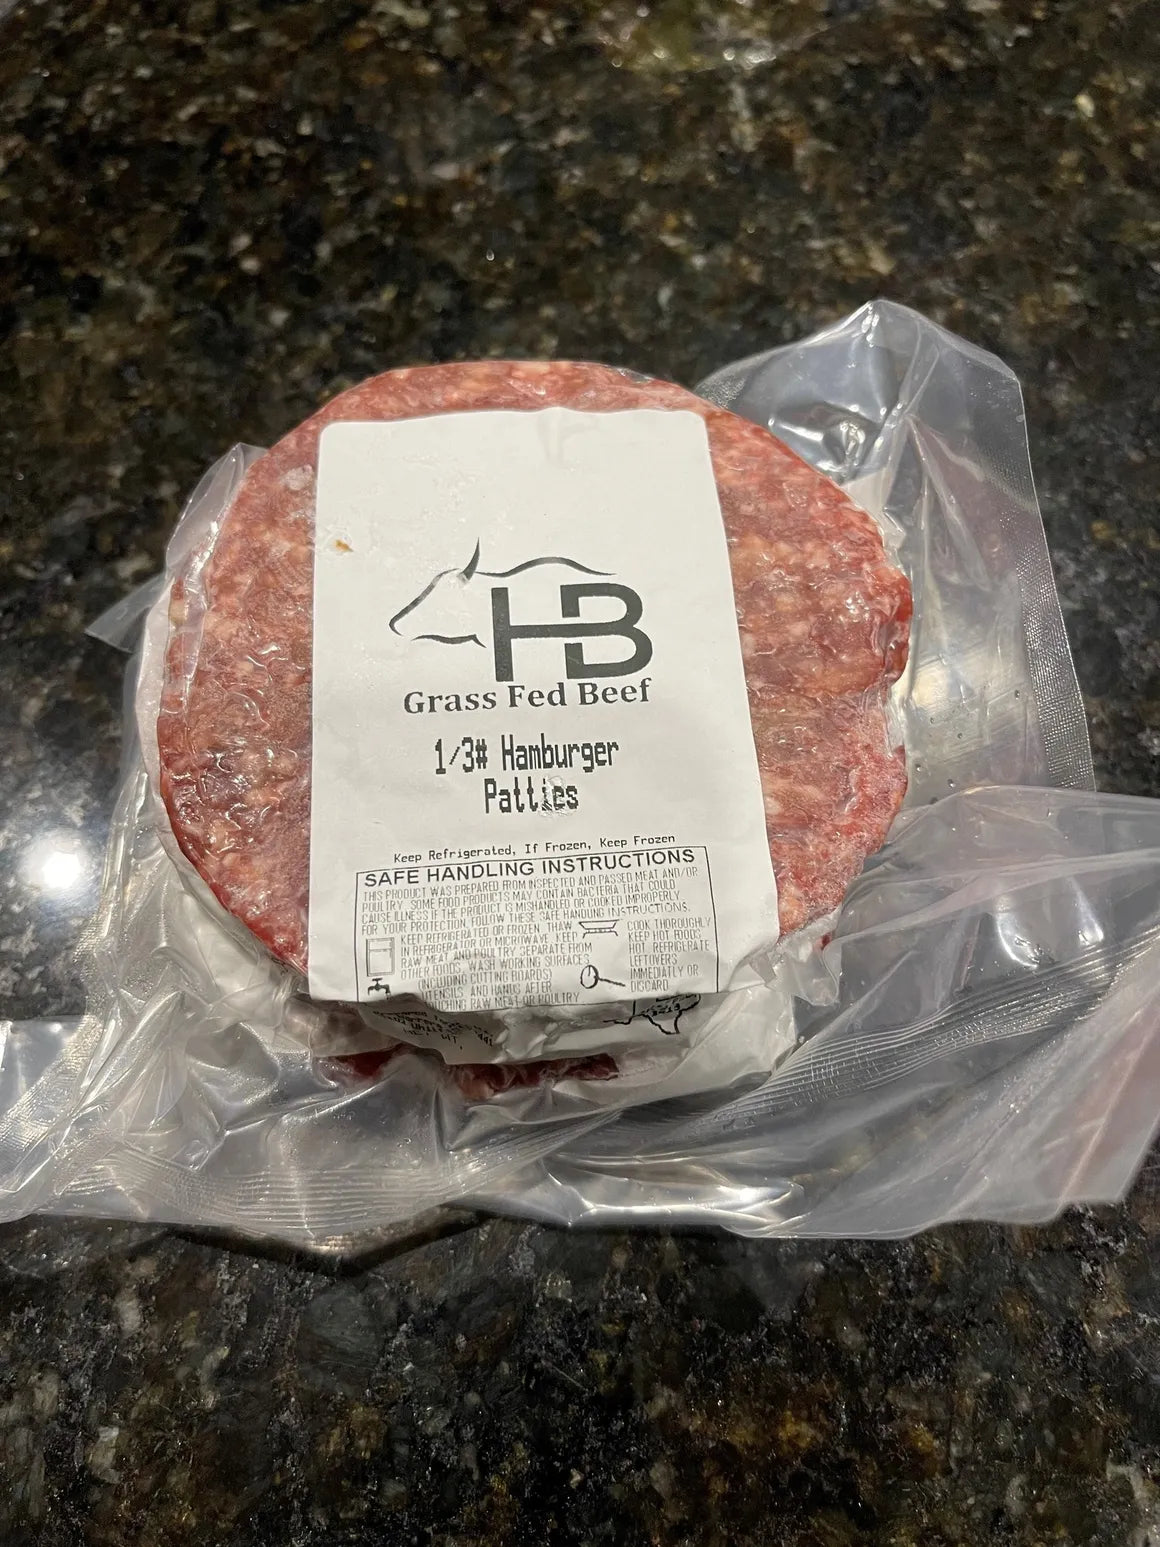 HB
Grass Fed Beef
1/3# Hamburger
Patties
Keep Refrigerated, If Frozen, Keep Frozen
SAFE HANDLING INSTRUCTIONS
THIS PRODUCT WAS PREPARED FROM INSPECTED AND PASSED MEAT AND/OR
POULTRY. SOME FOOD PRODUCTS MAY CONTAIN BACTERIA THAT COULD
CAUSE ILLNESS IF THE PRODUCT IS MISHANDLED OR COOKED IMPROPERLY.
FOR YOUR PROTECTION, FOLLOW THESE SAFE HANDLING INSTRUCTIONS.
KEEP REFRIGERATED OR FROZEN. THAW
IN REFRIGERATOR OR MICROWAVE. KEEP
RAW MEAT AND POULTRY SEPARATE FROM
OTHER FOODS. WASH WORKING SURFACES
(INCLUDING CUTTING BOARDS)
UTENSILS AND HANDS AFTER
RAW MEAT OR POULTRY
COOK THOROUGHLY
KEEP HOT FOODS
HOT. REFRIGERATE
LEFTOVERS
IMMEDIATLY OR
DISCARD.